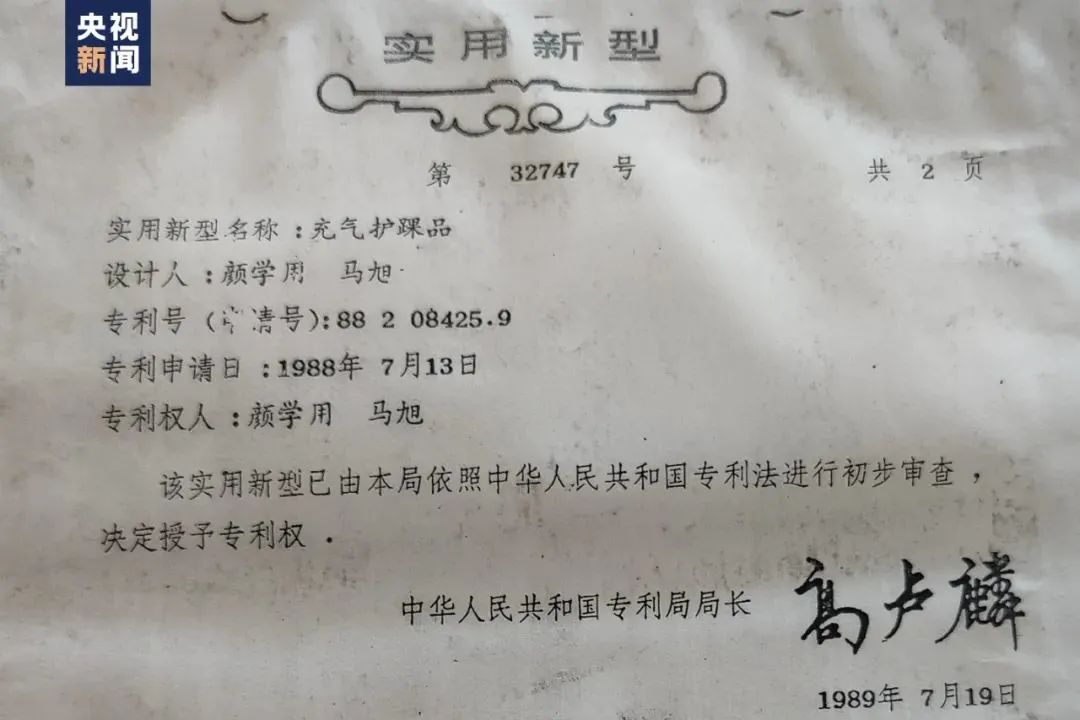 央视
新闻
实用新型
第 32747 号 共 2 页
实用新型名称：充气护踝品
设计人：颜学用 马旭
专利号（申请号）：88 2 08425.9
专利申请日：1988年 7月13日
专利权人：颜学用 马旭
该实用新型已由本局依照中华人民共和国专利法进行初步审查，
决定授予专利权．
中华人民共和国专利局局长 高卢麟
1989年 7月19日